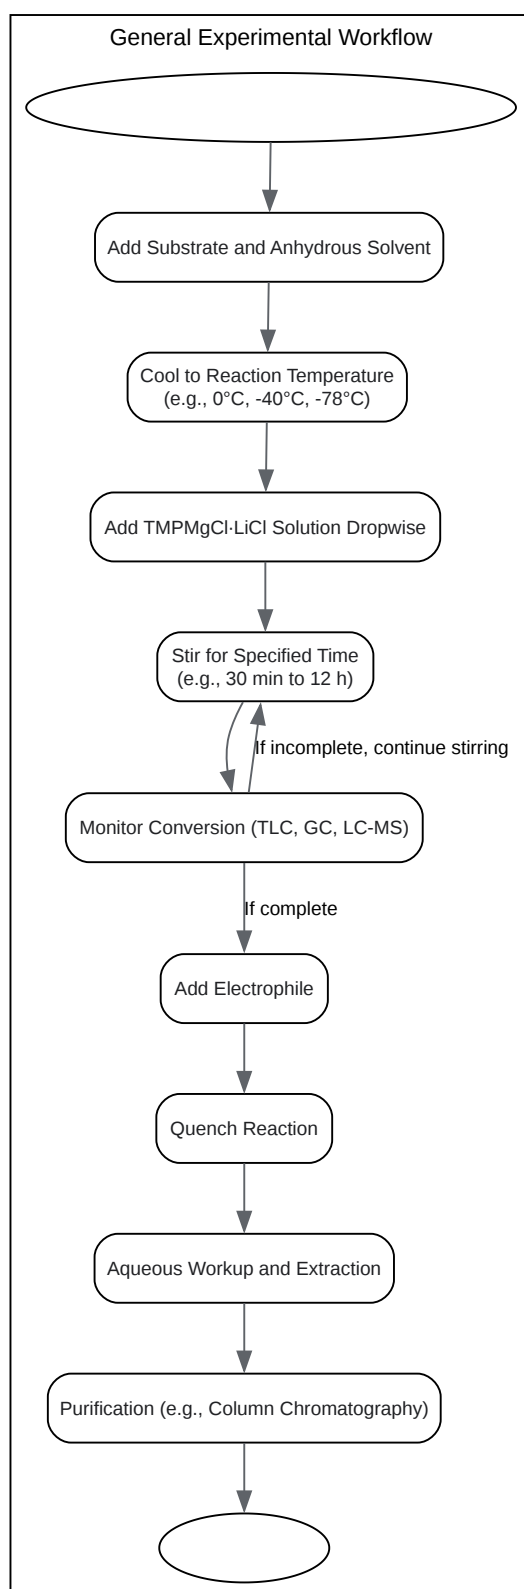 General Experimental Workflow
Add Substrate and Anhydrous Solvent
Cool to Reaction Temperature
(e.g., 0°C, -40°C, -78°C)
Add TMPMgCl·LiCl Solution Dropwise
Stir for Specified Time
(e.g., 30 min to 12 h)
If incomplete, continue stirring
Monitor Conversion (TLC, GC, LC-MS)
If complete
Add Electrophile
Quench Reaction
Aqueous Workup and Extraction
Purification (e.g., Column Chromatography)